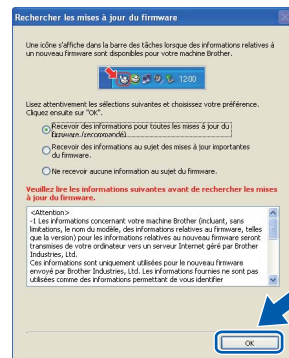 Rechercher les mises à jour du firmware
Une icône s'affiche dans la barre des tâches lorsque des informations relatives à
un nouveau firmware sont disponibles pour votre machine Brother.
12:00
Lisez attentivement les sélections suivantes et choisissez votre préférence.
Cliquez ensuite sur "OK".
Recevoir des informations pour toutes les mises à jour du
firmware.(recommandé)
Recevoir des informations au sujet des mises à jour importantes
du firmware.
Ne recevoir aucune information au sujet du firmware.
Veuillez lire les informations suivantes avant de rechercher les mises
à jour du firmware.
<Attention>
-1 Les informations concernant votre machine Brother (incluant, sans
limitations, le nom du modèle, des informations relatives au firmware, telles
que la version) pour les informations relatives au nouveau firmware seront
transmises de votre ordinateur vers un serveur Internet géré par Brother
Industries, Ltd.
Ces informations sont uniquement utilisées pour le nouveau firmware
envoyé par Brother Industries, Ltd. Les informations fournies ne sont pas
utilisées comme des informations permettant de vous identifier
OK